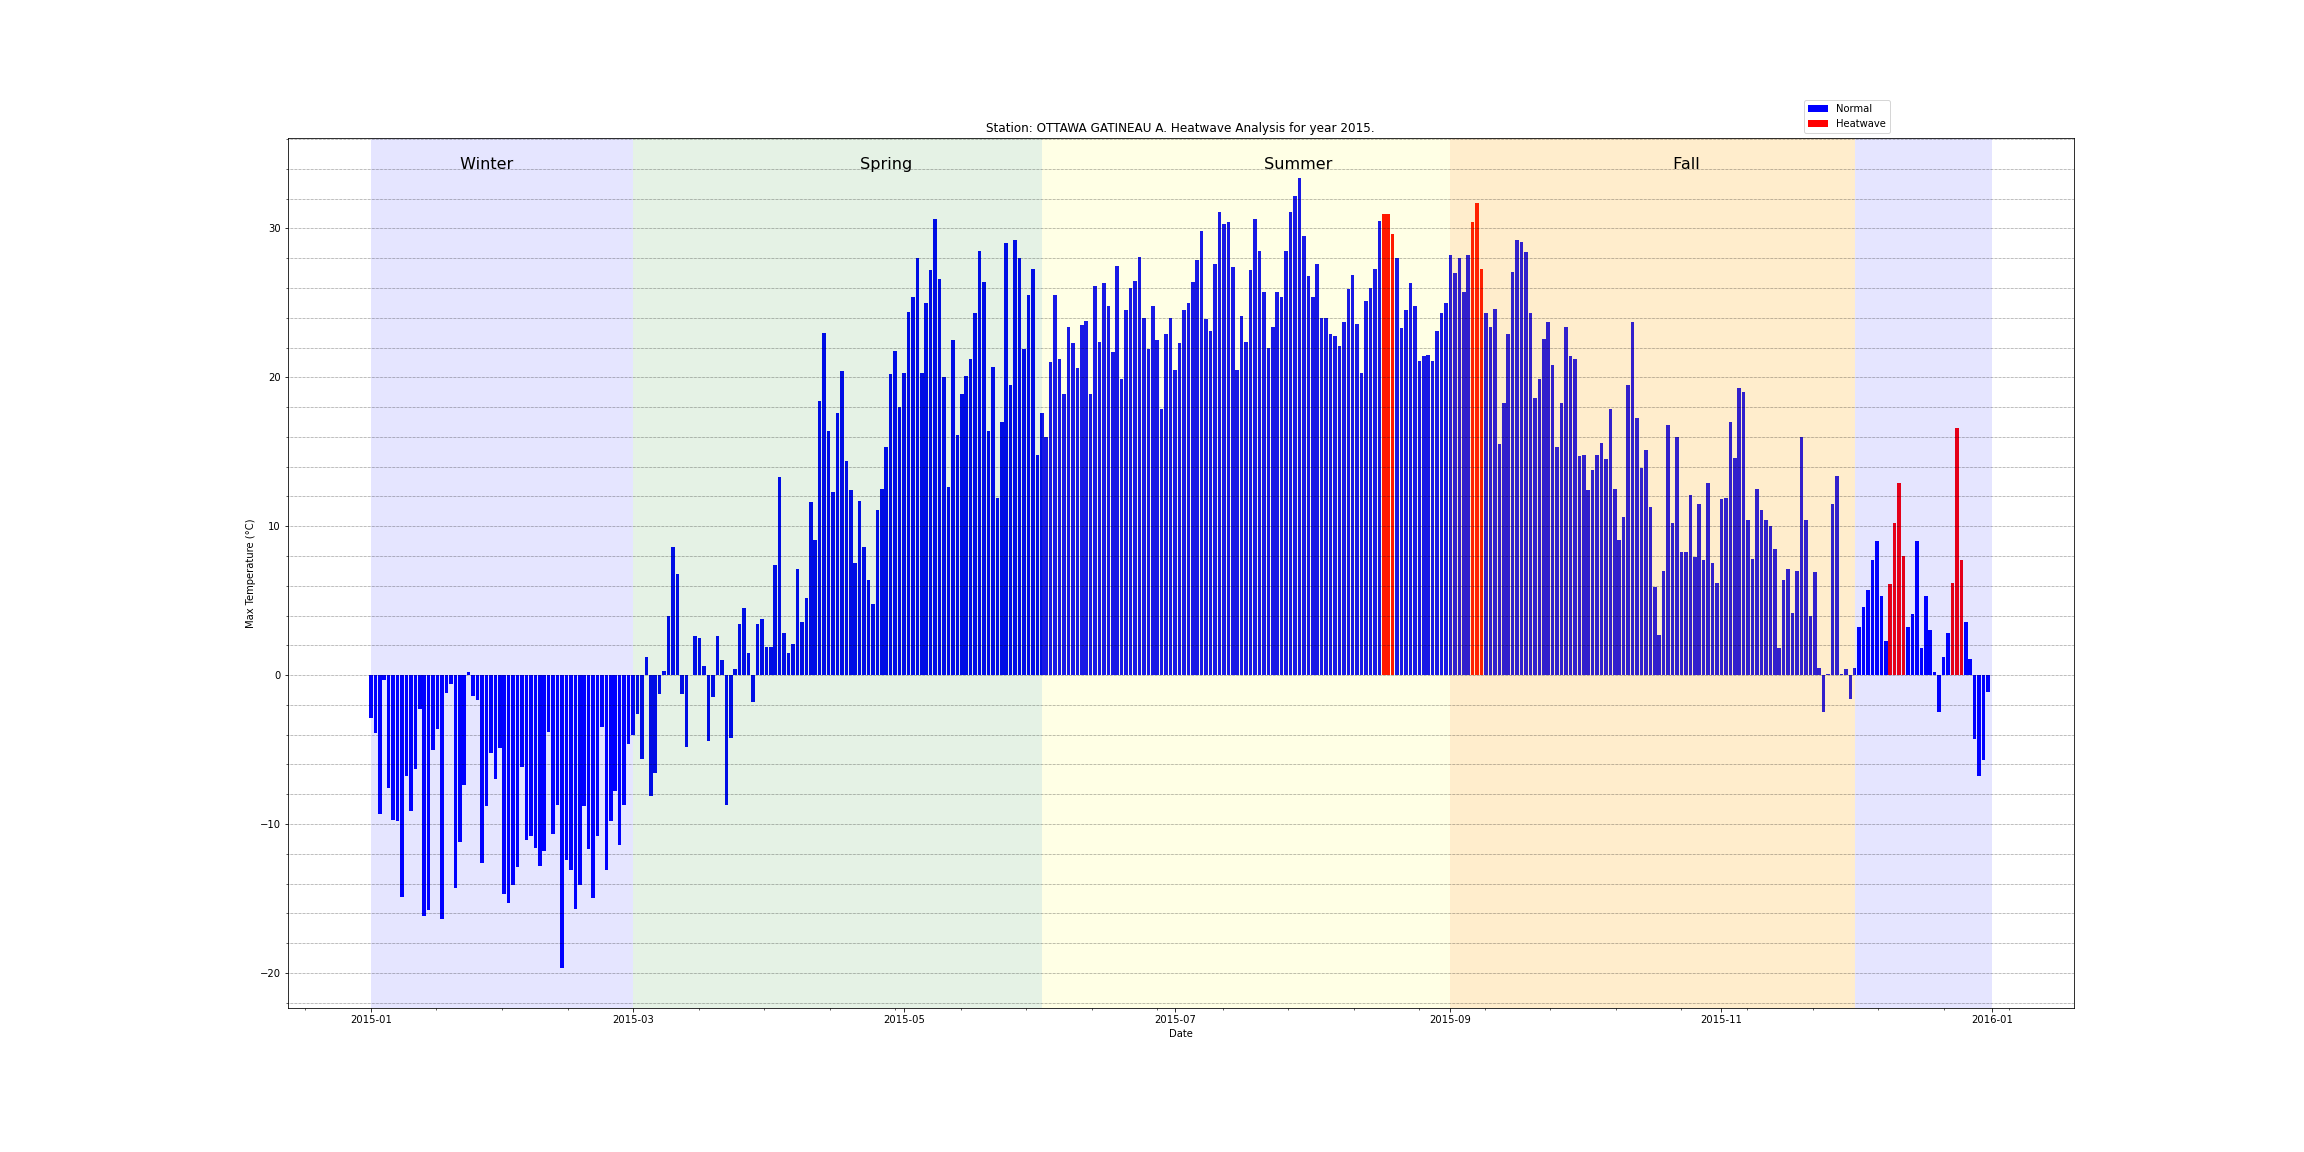 Normal
Heatwave
Station: OTTAWA GATINEAU A. Heatwave Analysis for year 2015.
Winter
Spring
Summer
Fall
Max Temperature (°C)
30
20
10
0
−10
−20
2015-01
2015-03
2015-05
2015-07
2015-09
2015-11
2016-01
Date